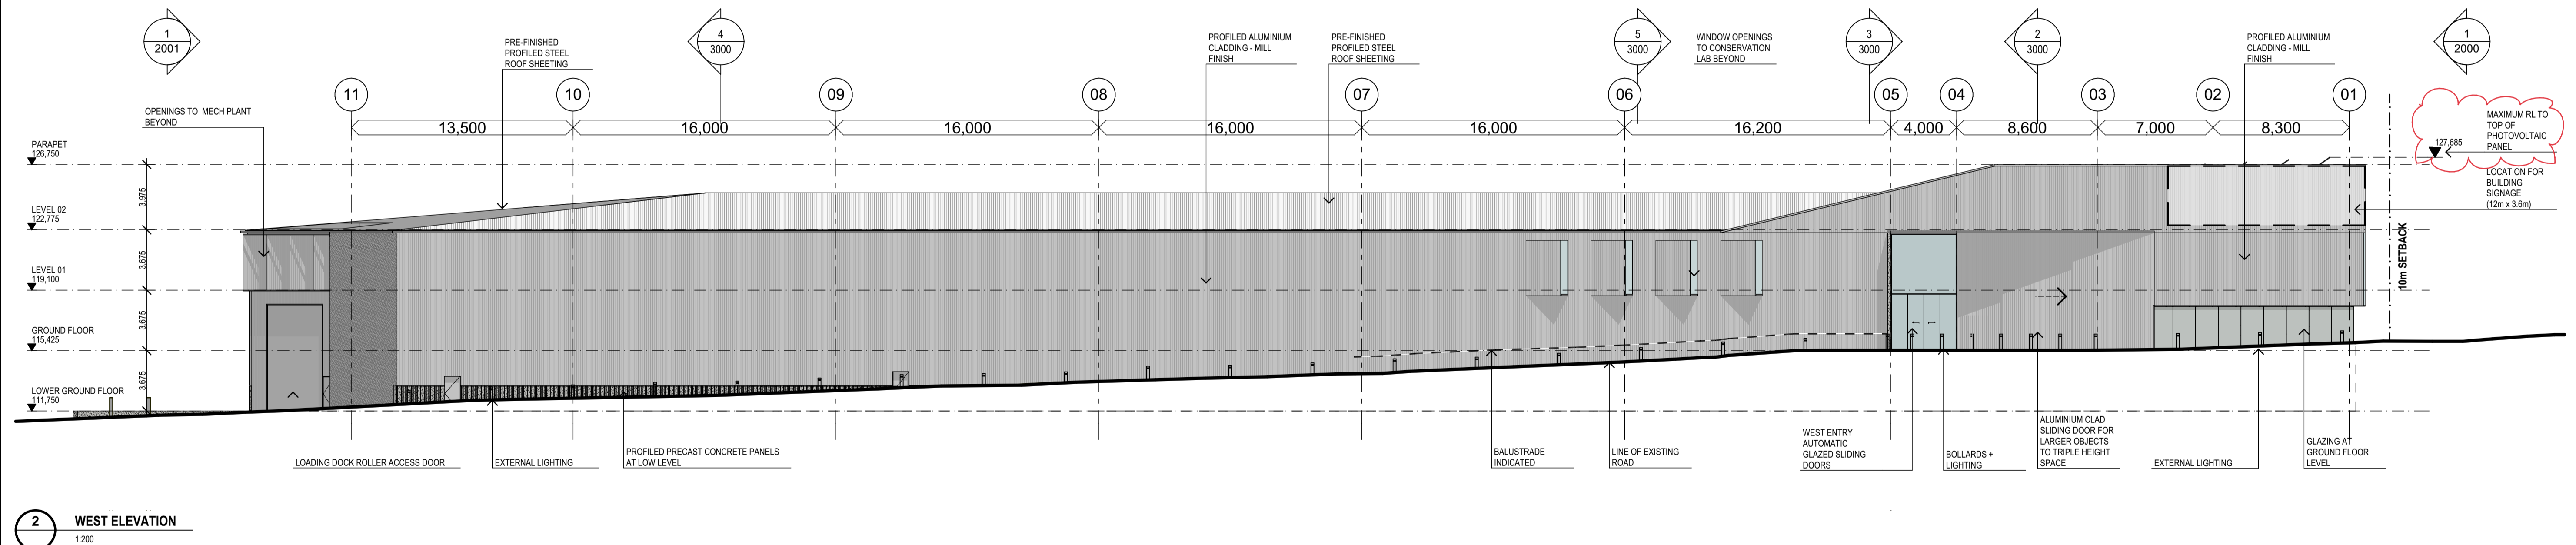 1
2001
4
3000
5
3000
3
3000
2
3000
1
2000
PRE-FINISHED
PROFILED STEEL
ROOF SHEETING
PROFILED ALUMINIUM
CLADDING - MILL
FINISH
PRE-FINISHED
PROFILED STEEL
ROOF SHEETING
WINDOW OPENINGS
TO CONSERVATION
LAB BEYOND
PROFILED ALUMINIUM
CLADDING - MILL
FINISH
OPENINGS TO MECH PLANT
BEYOND
11
10
09
08
07
06
05
04
03
02
01
13,500
16,000
16,000
16,000
16,000
16,200
4,000
8,600
7,000
8,300
MAXIMUM RL TO
TOP OF
PHOTOVOLTAIC
PANEL
127,685
LOCATION FOR
BUILDING
SIGNAGE
(12m x 3.6m)
10m SETBACK
PARAPET
126,750
3,975
LEVEL 02
122,775
3,675
LEVEL 01
119,100
3,675
GROUND FLOOR
115,425
3,675
LOWER GROUND FLOOR
111,750
LOADING DOCK ROLLER ACCESS DOOR
EXTERNAL LIGHTING
PROFILED PRECAST CONCRETE PANELS
AT LOW LEVEL
BALUSTRADE
INDICATED
LINE OF EXISTING
ROAD
WEST ENTRY
AUTOMATIC
GLAZED SLIDING
DOORS
BOLLARDS +
LIGHTING
ALUMINIUM CLAD
SLIDING DOOR FOR
LARGER OBJECTS
TO TRIPLE HEIGHT
SPACE
EXTERNAL LIGHTING
GLAZING AT
GROUND FLOOR
LEVEL
2
WEST ELEVATION
1:200